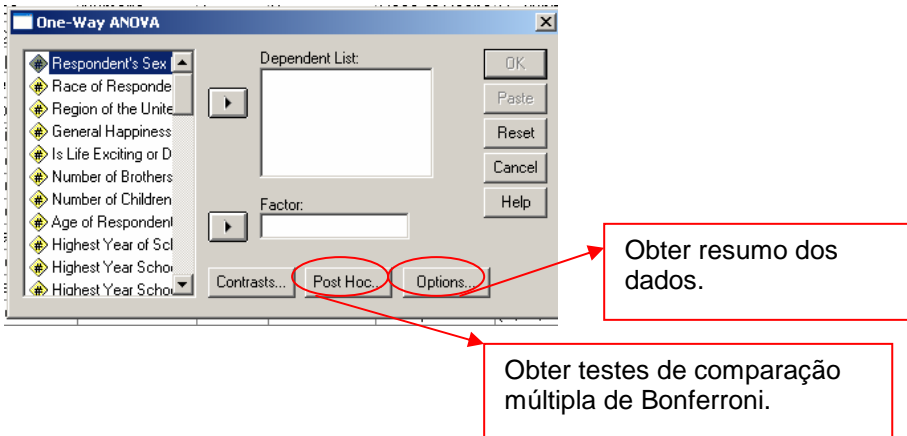 One-Way ANOVA
Respondent's Sex
Race of Responde
Region of the Unite
General Happiness
Is Life Exciting or D
Number of Brothers
Number of Children
Age of Respondent
Highest Year of Scl
Highest Year Schoo
Highest Year Schoo
Dependent List:
Factor:
OK
Paste
Reset
Cancel
Help
Contrasts...
Post Hoc...
Options...
Obter resumo dos
dados.
Obter testes de comparação
múltipla de Bonferroni.